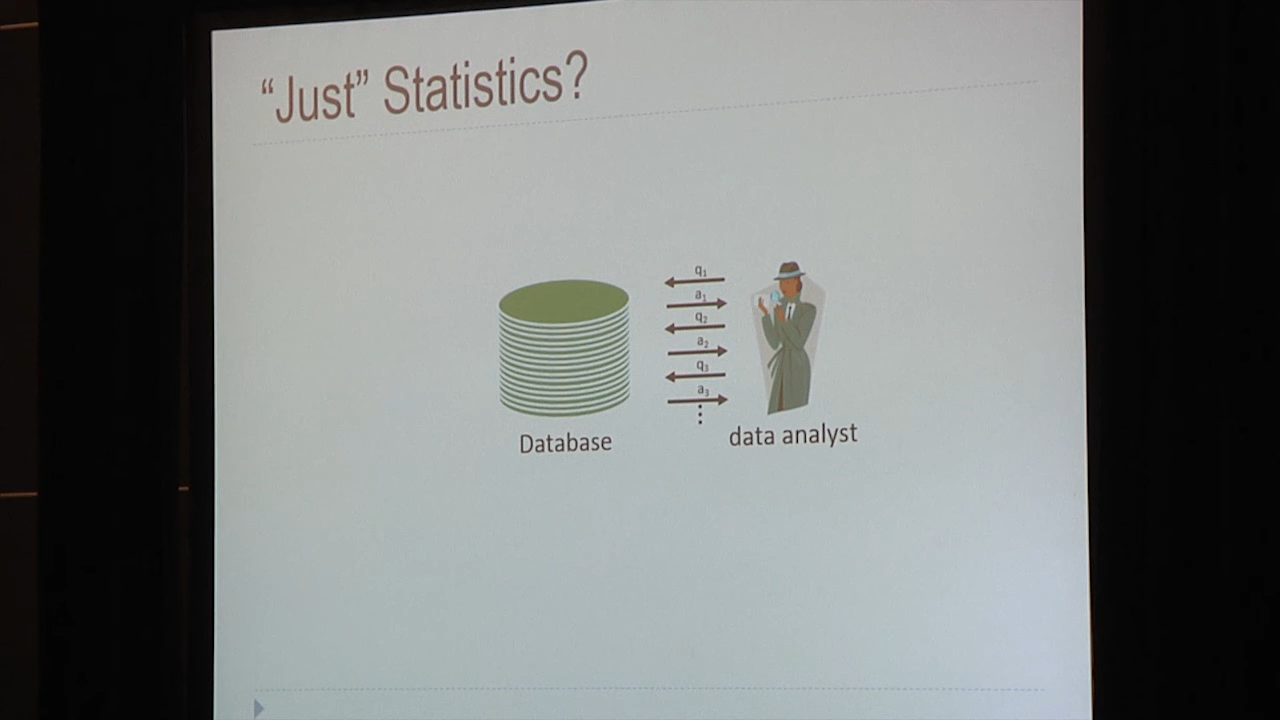 “Just” Statistics?
q₁
a₁
q₂
a₂
q₃
a₃
⋮
Database
data analyst